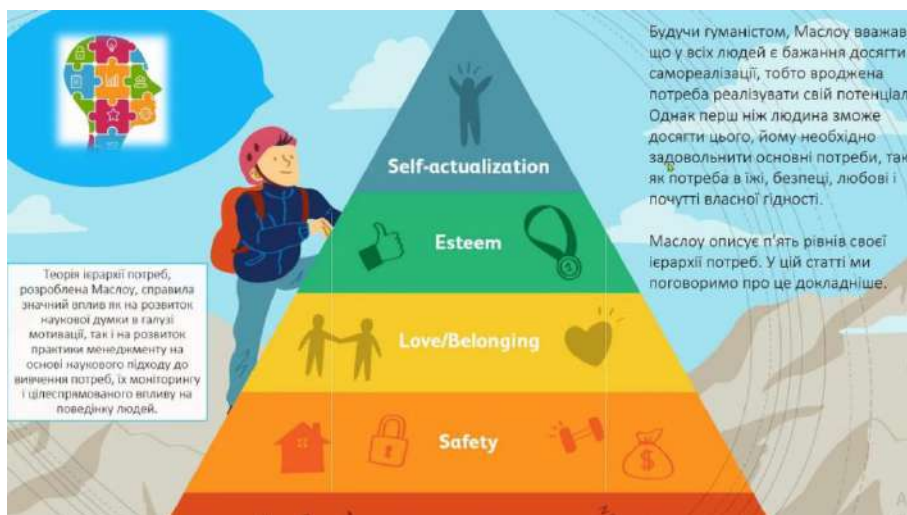 Будучи гуманістом, Маслоу вважав
що у всіх людей є бажання досягти
самореалізації, тобто вроджена
потреба реалізувати свій потенціал
Однак перш ніж людина зможе
досягти цього, йому необхідно
задовольнити основні потреби, так
як потреба в їжі, безпеці, любові і
почутті власної гідності.
Маслоу описує п'ять рівнів своєї
ієрархії потреб. У цій статті ми
поговоримо про це докладніше.
Self-actualization
Esteem
Love/Belonging
Safety
Теорія ієрархії потреб,
розроблена Маслоу, справила
значний вплив як на розвиток
наукової думки в галузі
мотивації, так і на розвиток
практики менеджменту на
основі наукового підходу до
вивчення потреб, їх моніторингу
і цілеспрямованого впливу на
поведінку людей.